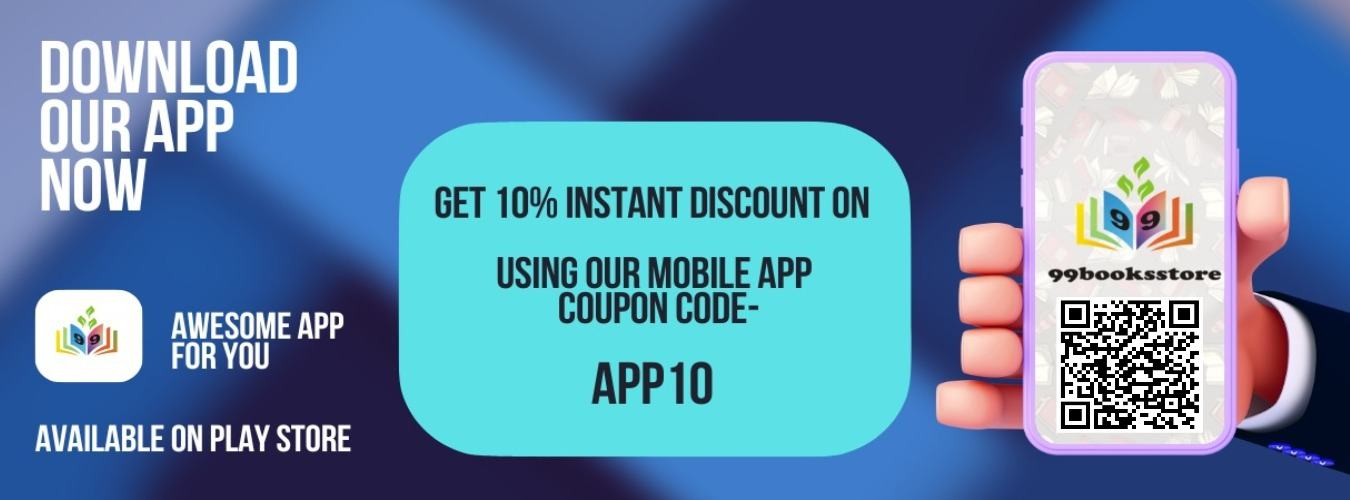 DOWNLOAD
OUR APP
NOW
AWESOME APP
FOR YOU
AVAILABLE ON PLAY STORE
GET 10% INSTANT DISCOUNT ON
USING OUR MOBILE APP
COUPON CODE-
APP10
99
99booksstore
99